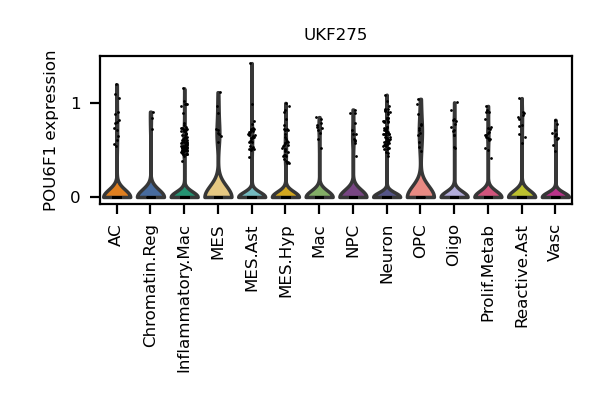 UKF275
POU6F1 expression
1
0
AC
Chromatin.Reg
Inflammatory.Mac
MES
MES.Ast
MES.Hyp
Mac
NPC
Neuron
OPC
Oligo
Prolif.Metab
Reactive.Ast
Vasc